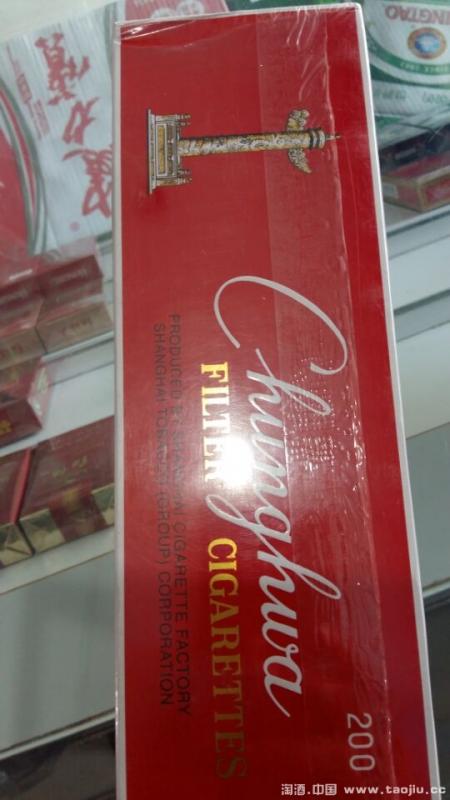 Chunghwa
FILTER CIGARETTES
PRODUCED BY SHANGHAI CIGARETTE FACTORY
SHANGHAI TOBACCO (GROUP) CORPORATION
200
TSINGTAO
淘酒.中国 www.taojiu.cc